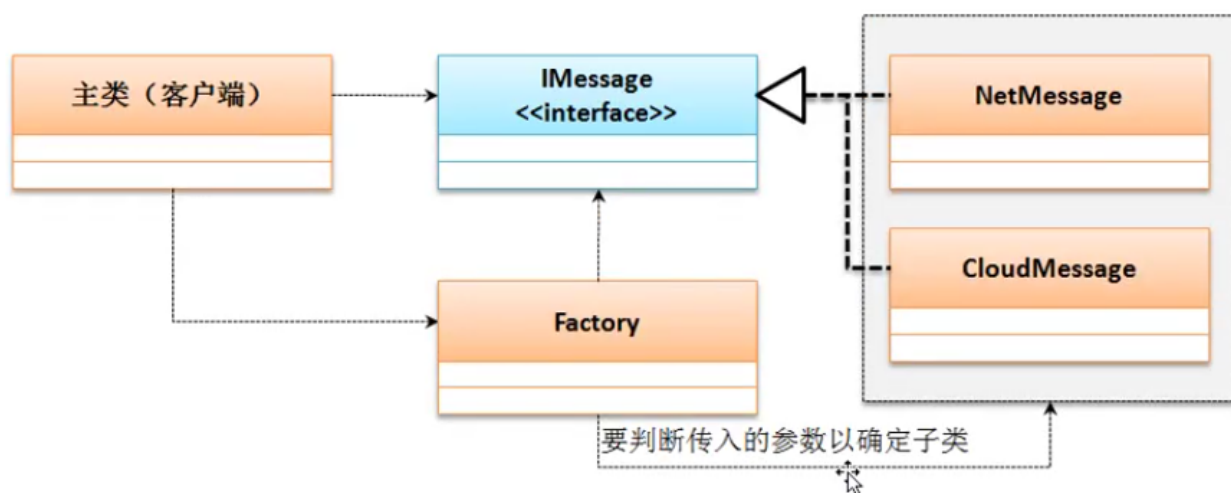 主类（客户端）
IMessage
<<interface>>
NetMessage
CloudMessage
Factory
要判断传入的参数以确定子类